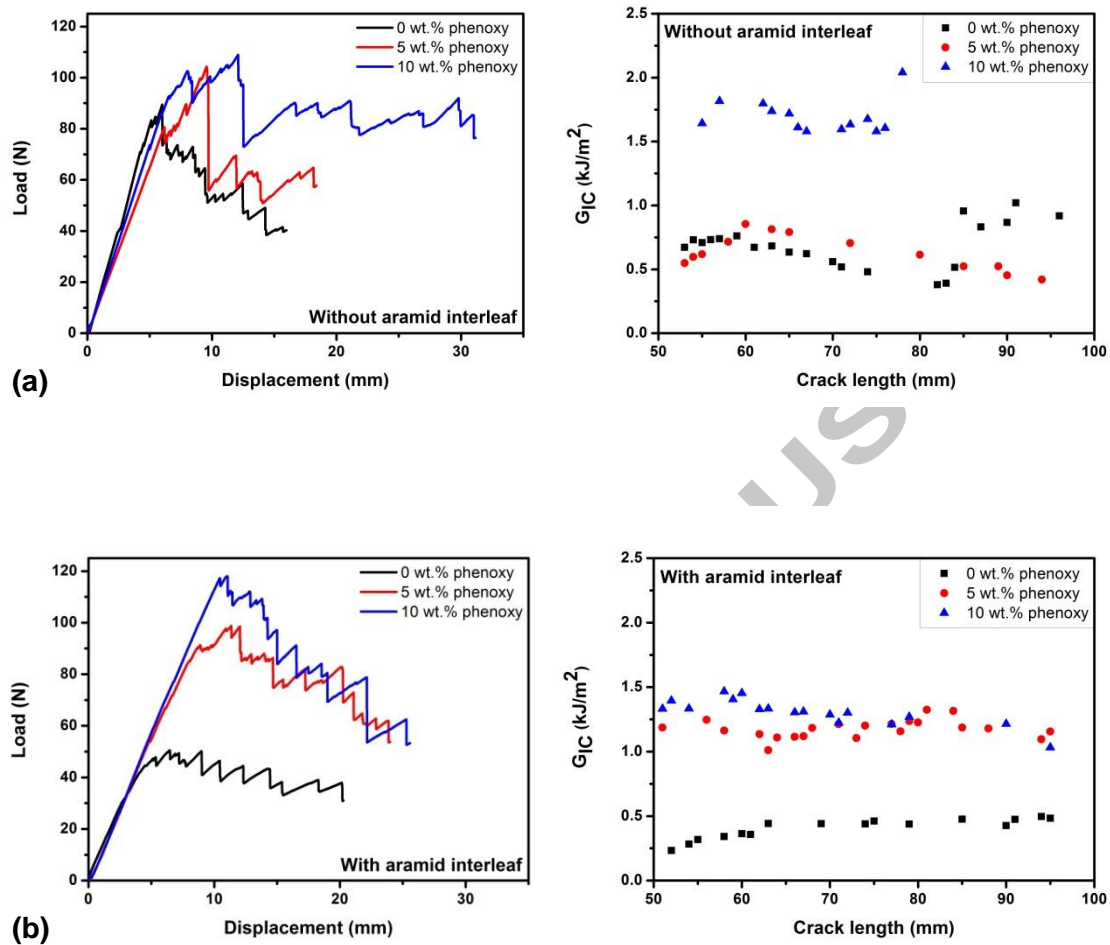 120
100
80
60
40
20
0
Load (N)
0 wt.% phenoxy
5 wt.% phenoxy
10 wt.% phenoxy
Without aramid interleaf
0 10 20 30
Displacement (mm)
(a)
2.5
2.0
1.5
1.0
0.5
0.0
GIC (kJ/m2)
Without aramid interleaf
0 wt.% phenoxy
5 wt.% phenoxy
10 wt.% phenoxy
50 60 70 80 90 100
Crack length (mm)
us
120
100
80
60
40
20
0
Load (N)
0 wt.% phenoxy
5 wt.% phenoxy
10 wt.% phenoxy
With aramid interleaf
0 10 20 30
Displacement (mm)
(b)
2.5
2.0
1.5
1.0
0.5
0.0
GIC (kJ/m2)
With aramid interleaf
0 wt.% phenoxy
5 wt.% phenoxy
10 wt.% phenoxy
50 60 70 80 90 100
Crack length (mm)